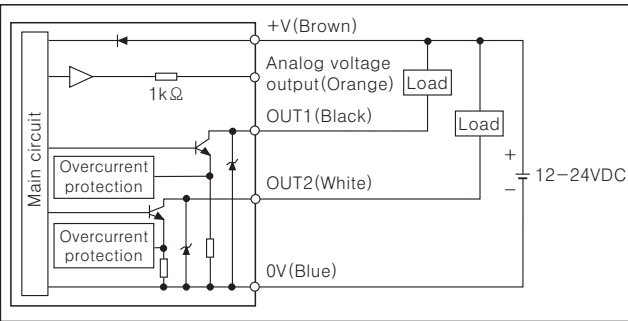 +V(Brown)
Analog voltage
output(Orange)
Load
1kΩ
OUT1(Black)
Load
Main circuit
Overcurrent
protection
OUT2(White)
+
−
12−24VDC
Overcurrent
protection
0V(Blue)